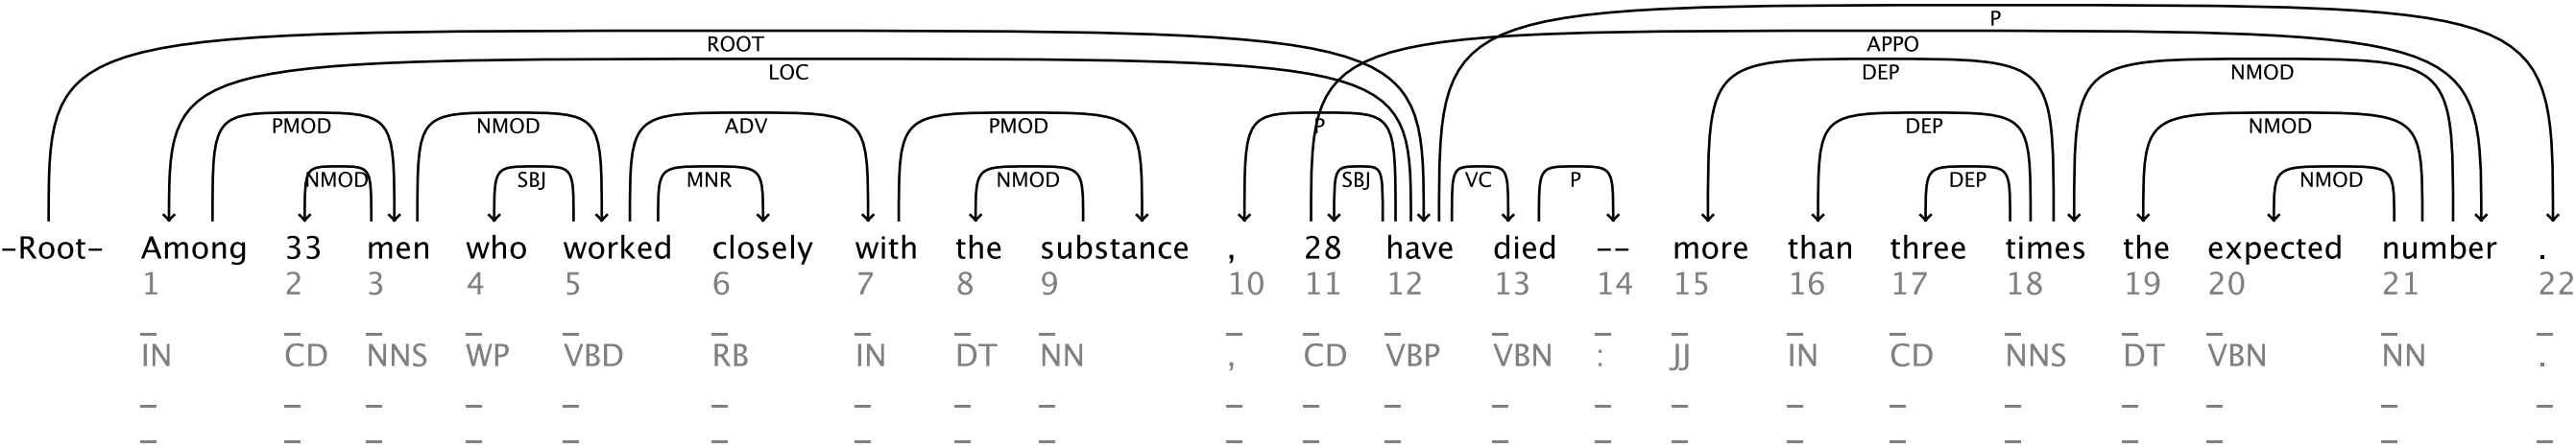 P
ROOT APPO
LOC DEP NMOD
PMOD NMOD ADV PMOD P DEP NMOD
NMOD SBJ MNR NMOD SBJ VC P DEP NMOD
-Root- Among 33 men who worked closely with the substance , 28 have died -- more than three times the expected number .
1 2 3 4 5 6 7 8 9 10 11 12 13 14 15 16 17 18 19 20 21 22
_ _ _ _ _ _ _ _ _ _ _ _ _ _ _ _ _ _ _ _ _ _
IN CD NNS WP VBD RB IN DT NN , CD VBP VBN : JJ IN CD NNS DT VBN NN .
_ _ _ _ _ _ _ _ _ _ _ _ _ _ _ _ _ _ _ _ _ _
_ _ _ _ _ _ _ _ _ _ _ _ _ _ _ _ _ _ _ _ _ _